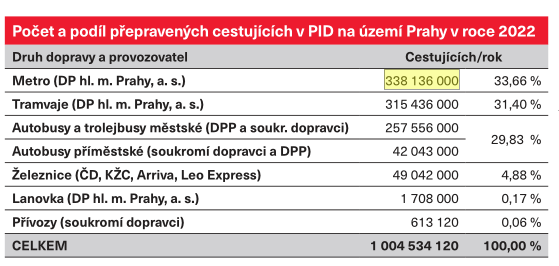 Počet a podíl přepravených cestujících v PID na území Prahy v roce 2022
Druh dopravy a provozovatel Cestujících/rok
Metro (DP hl. m. Prahy, a. s.) 338 136 000 33,66 %
Tramvaje (DP hl. m. Prahy, a. s.) 315 436 000 31,40 %
Autobusy a trolejbusy městské (DPP a soukr. dopravci) 257 556 000
29,83 %
Autobusy příměstské (soukromí dopravci a DPP) 42 043 000
Železnice (ČD, KŽC, Arriva, Leo Express) 49 042 000 4,88 %
Lanovka (DP hl. m. Prahy, a. s.) 1 708 000 0,17 %
Přívozy (soukromí dopravci) 613 120 0,06 %
CELKEM 1 004 534 120 100,00 %